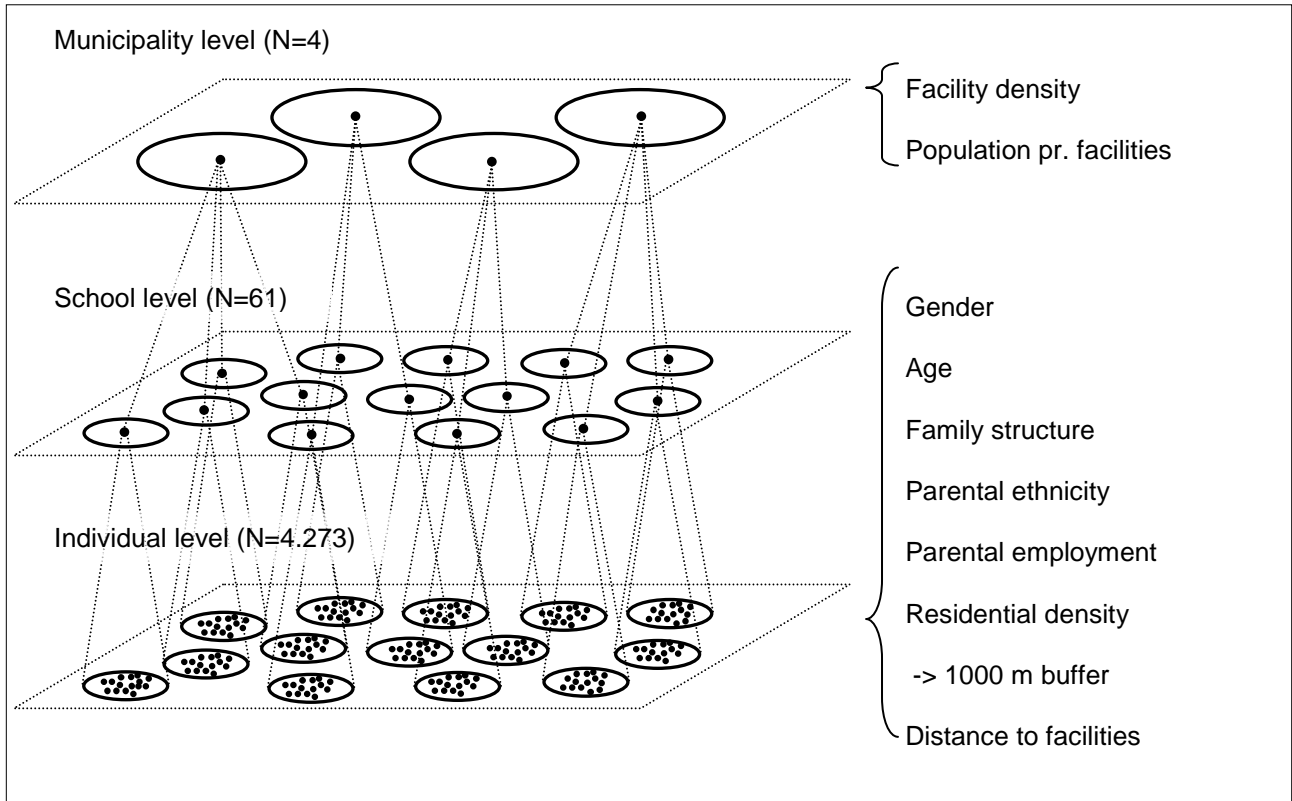 Municipality level (N=4)
Facility density
Population pr. facilities
School level (N=61)
Gender
Age
Family structure
Parental ethnicity
Parental employment
Individual level (N=4.273)
Residential density
-> 1000 m buffer
Distance to facilities